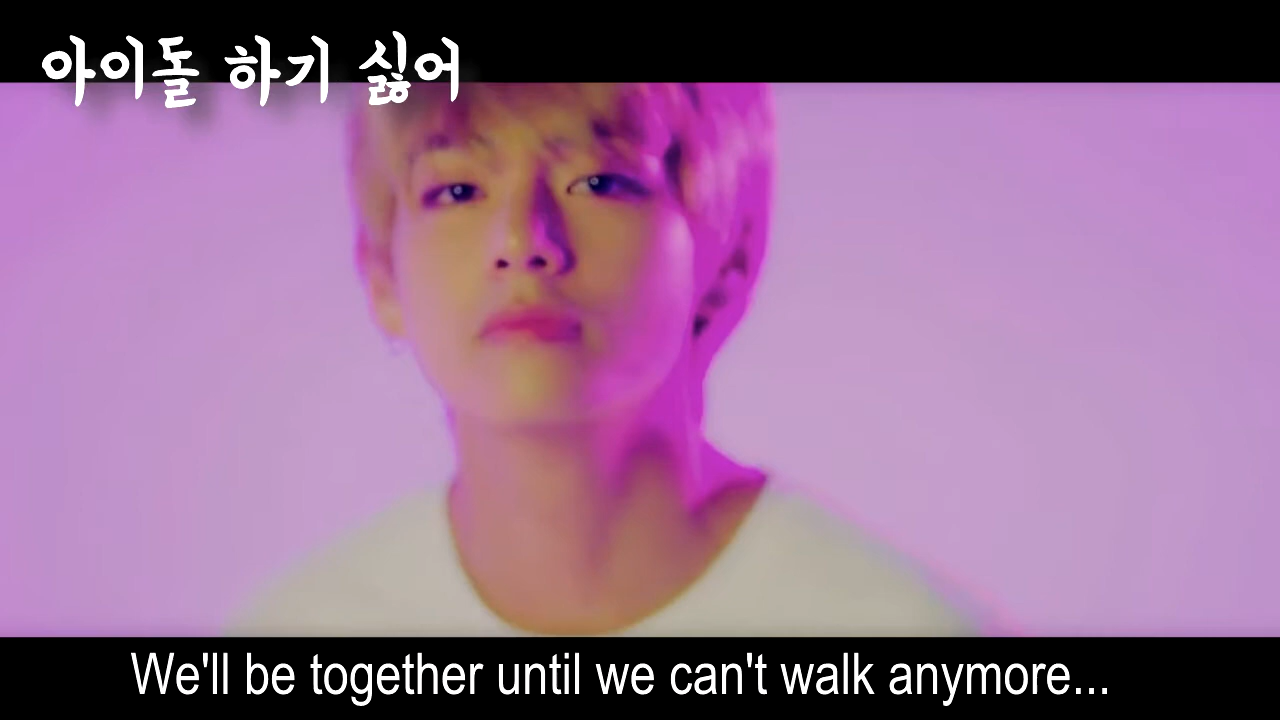 아이돌 하기 싫어
We'll be together until we can't walk anymore...